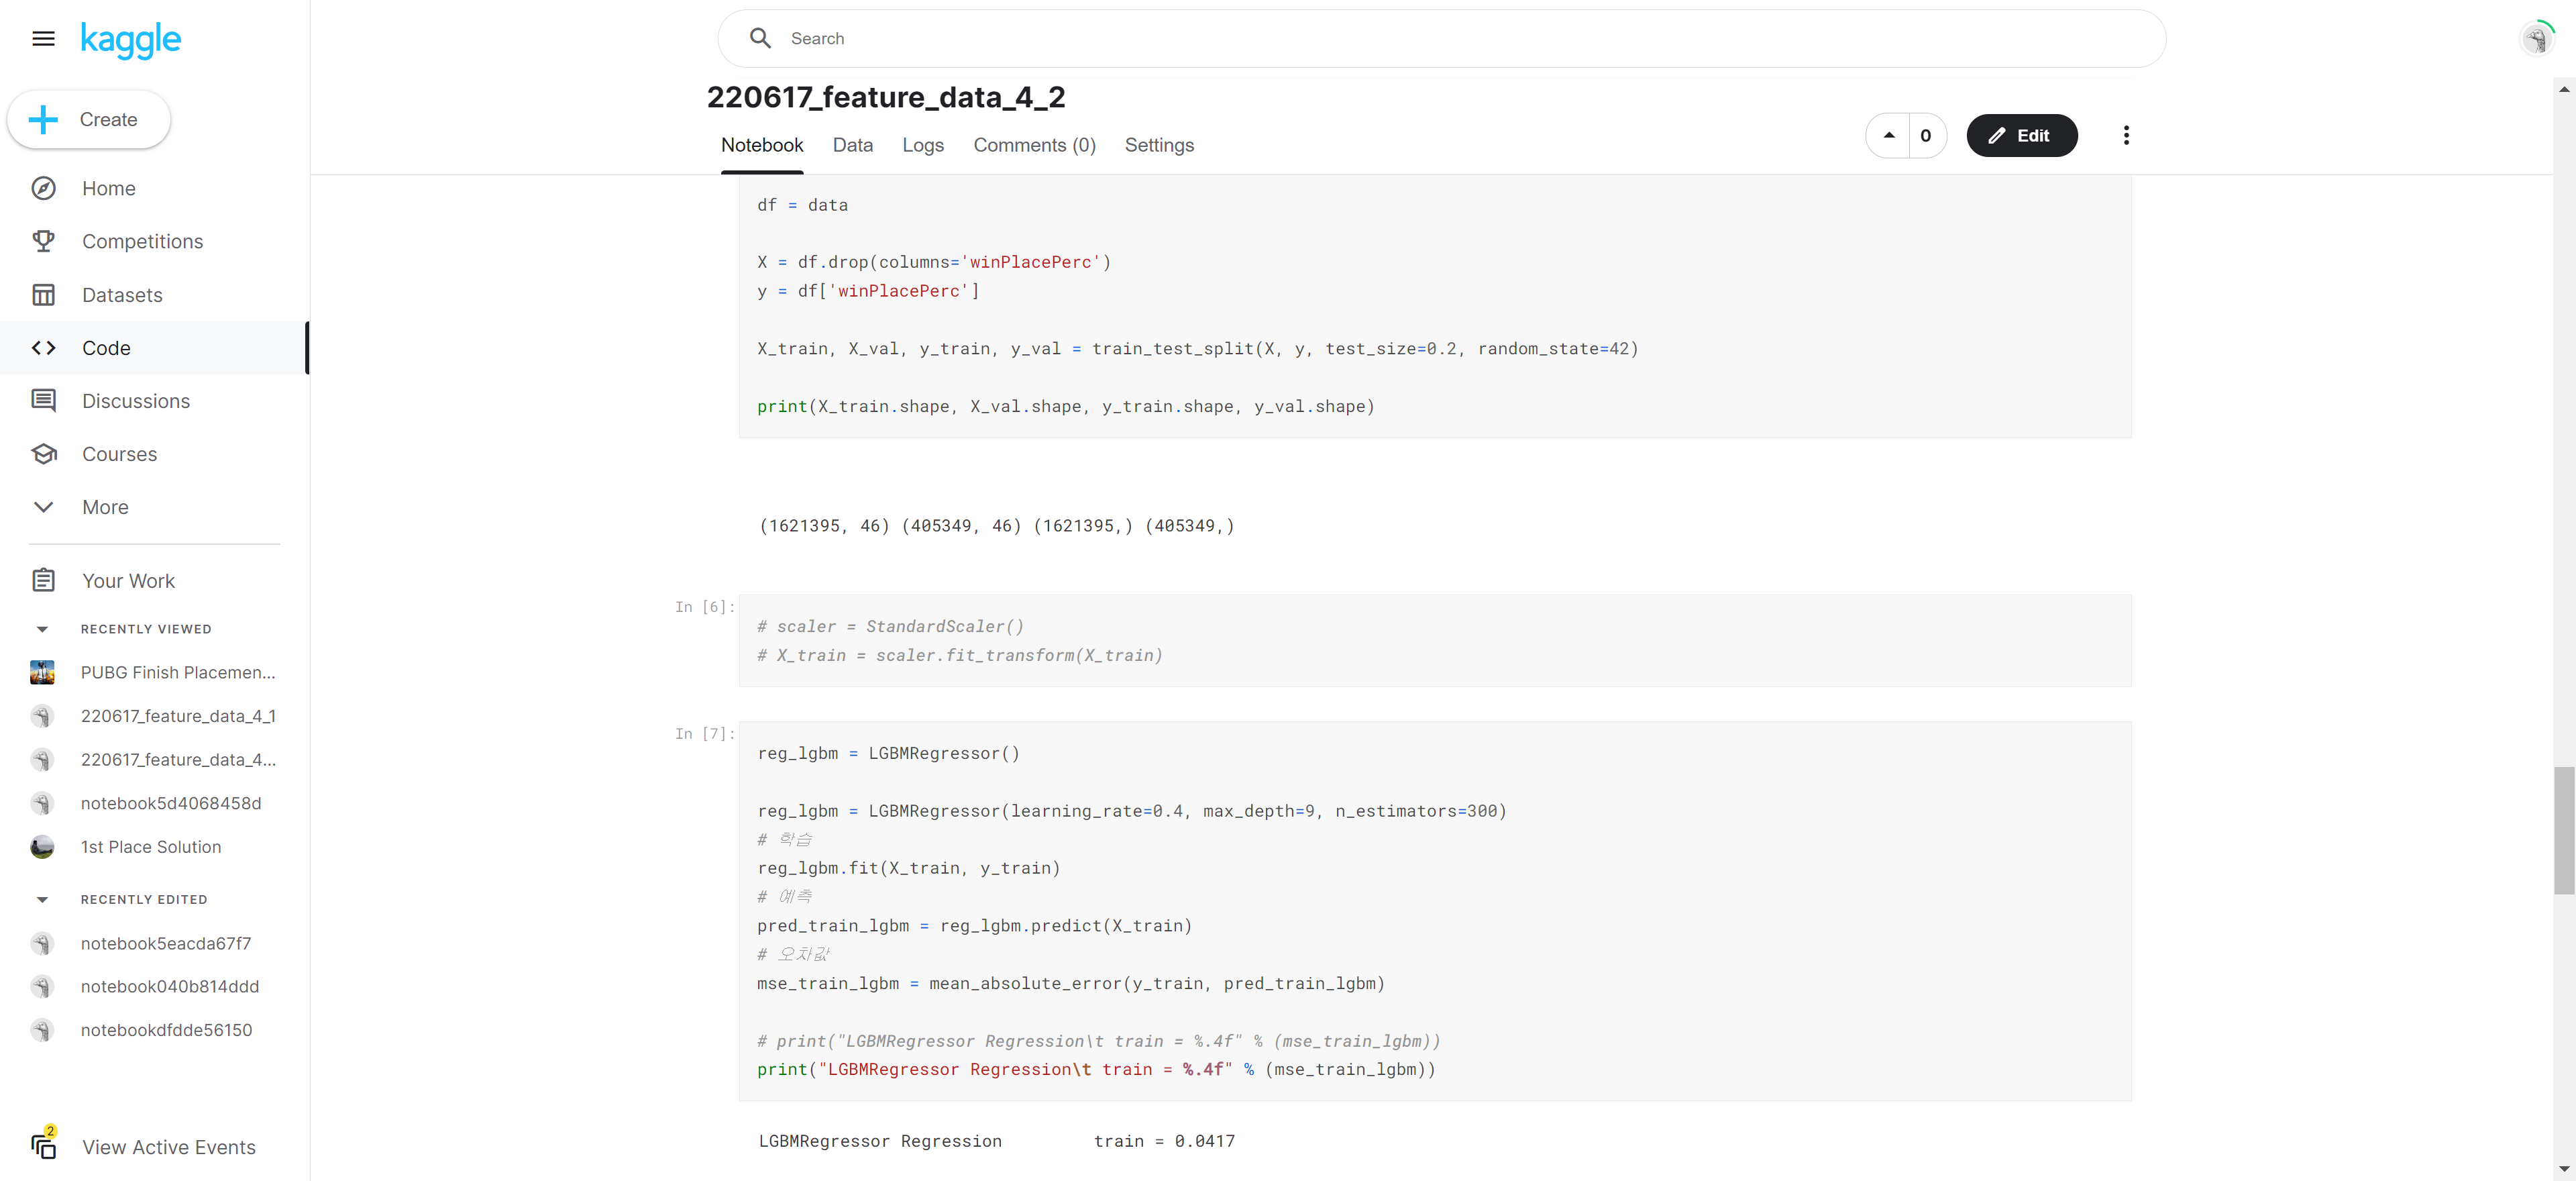 kaggle
Search
Create
220617_feature_data_4_2
Notebook
Data
Logs
Comments (0)
Settings
0
Edit
Home
Competitions
Datasets
Code
Discussions
Courses
More
Your Work
RECENTLY VIEWED
PUBG Finish Placemen...
220617_feature_data_4_1
220617_feature_data_4...
notebook5d4068458d
1st Place Solution
RECENTLY EDITED
notebook5eacda67f7
notebook040b814ddd
notebookdfdde56150
2
View Active Events
df = data
X = df.drop(columns='winPlacePerc')
y = df['winPlacePerc']
X_train, X_val, y_train, y_val = train_test_split(X, y, test_size=0.2, random_state=42)
print(X_train.shape, X_val.shape, y_train.shape, y_val.shape)
(1621395, 46) (405349, 46) (1621395,) (405349,)
In [6]:
# scaler = StandardScaler()
# X_train = scaler.fit_transform(X_train)
In [7]:
reg_lgbm = LGBMRegressor()
reg_lgbm = LGBMRegressor(learning_rate=0.4, max_depth=9, n_estimators=300)
# 학습
reg_lgbm.fit(X_train, y_train)
# 예측
pred_train_lgbm = reg_lgbm.predict(X_train)
# 오차값
mse_train_lgbm = mean_absolute_error(y_train, pred_train_lgbm)
# print("LGBMRegressor Regression\t train = %.4f" % (mse_train_lgbm))
print("LGBMRegressor Regression\t train = %.4f" % (mse_train_lgbm))
LGBMRegressor Regression train = 0.0417